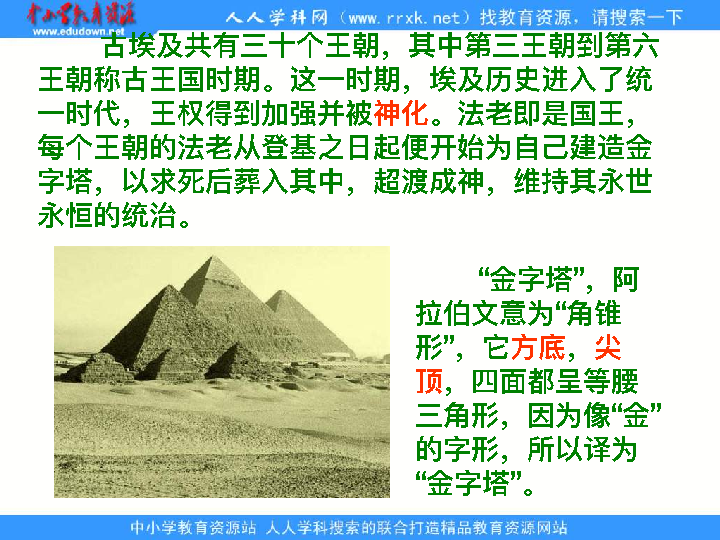 中小学教育资源
www.edudown.net
人人学科网（www.rrxk.net）找教育资源，请搜索一下
古埃及共有三十个王朝，其中第三王朝到第六
王朝称古王国时期。这一时期，埃及历史进入了统
一时代，王权得到加强并被神化。法老即是国王，
每个王朝的法老从登基之日起便开始为自己建造金
字塔，以求死后葬入其中，超渡成神，维持其永世
永恒的统治。
“金字塔”，阿
拉伯文意为“角锥
形”，它方底，尖
顶，四面都呈等腰
三角形，因为像“金”
的字形，所以译为
“金字塔”。
中小学教育资源站 人人学科搜索的联合打造精品教育资源网站